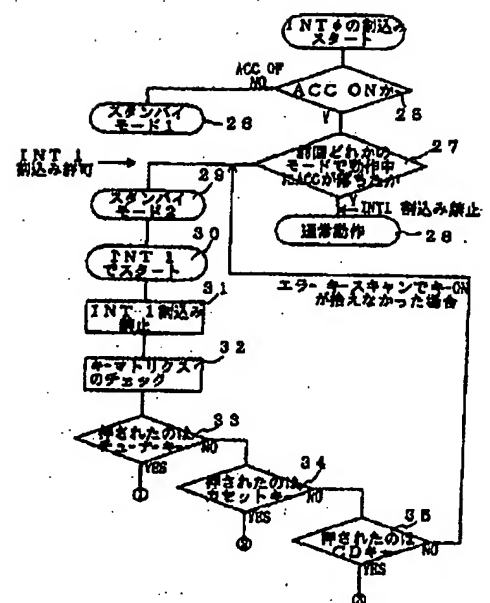 INT0の割込み
スタート
ACC OF
NO
ACC ONか
25
Y
スタンバイ
モード1
26
INT1
割込み許可
前回どれかの
モードで動作中
にACCが落ちたか
27
スタンバイ
モード2
29
Y
INT1 割込み禁止
通常動作
28
INT1
でスタート
30
エラーキースキャンでキーON
が拾えなかった場合
INT1割込み
禁止
31
キーマトリクス
のチェック
32
押されたのは
チューナーキー
33
NO
YES
①
押されたのは
カセットキー
34
NO
YES
②
押されたのは
CDキー
35
NO
YES